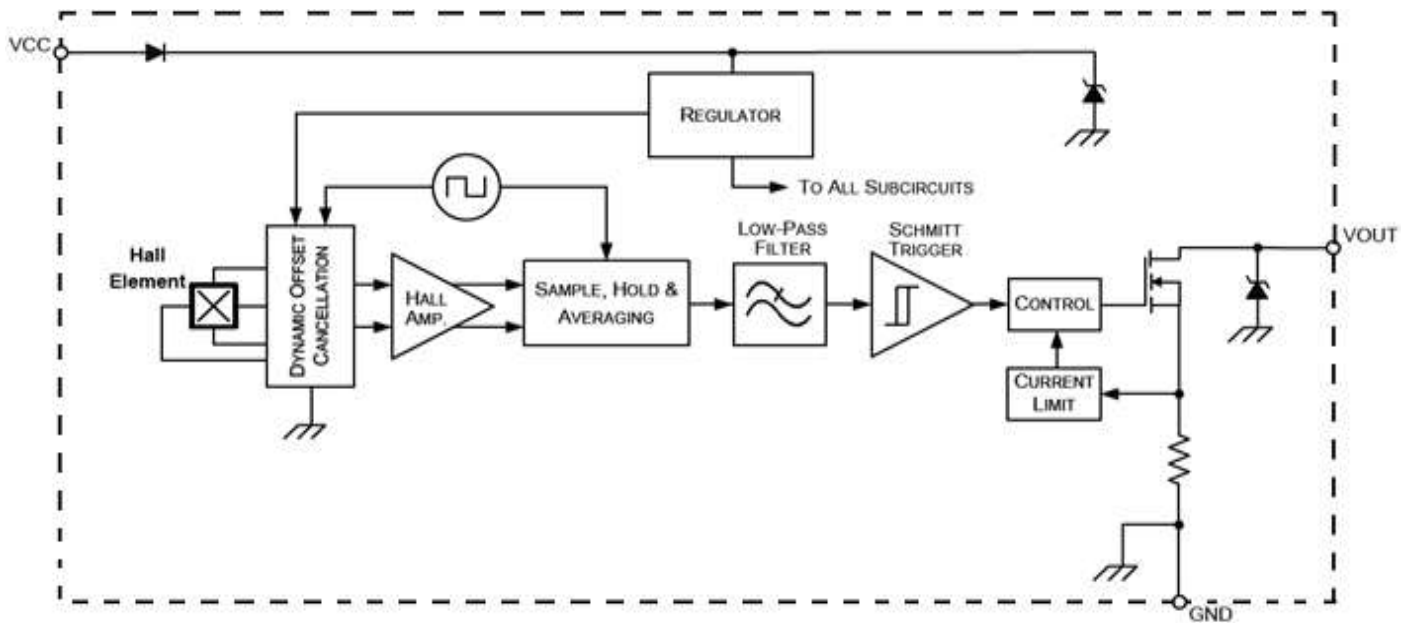 VCC
REGULATOR
TO ALL SUBCIRCUITS
LOW-PASS
FILTER
SCHMITT
TRIGGER
VOUT
Hall
Element
DYNAMIC OFFSET
CANCELLATION
HALL
AMP.
SAMPLE, HOLD &
AVERAGING
CONTROL
CURRENT
LIMIT
GND